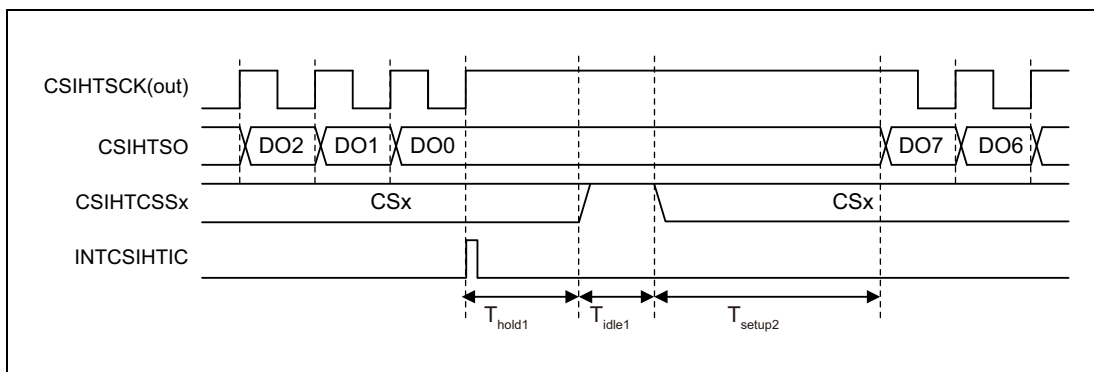 CSIHTSCK(out)
CSIHTSO
DO2 DO1 DO0 DO7 DO6
CSIHTCSSx
CSx CSx
INTCSIHTIC
Thold1 Tidle1 Tsetup2